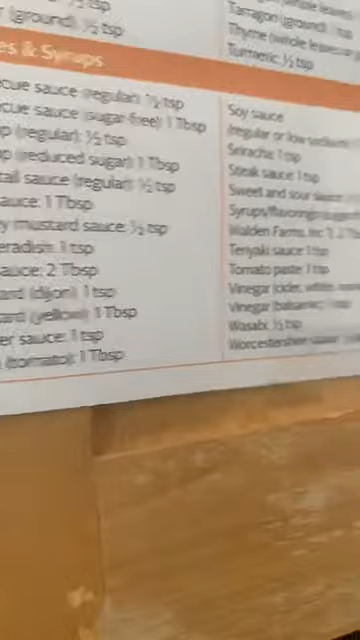 ½ tsp
(ground): ½ tsp
es & Syrups
cue sauce (regular): ½ tsp
cue sauce (sugar-free): 1 Tbsp
p (regular): ½ tsp
p (reduced sugar): 1 Tbsp
tail sauce (regular): ½ tsp
auce: 1 Tbsp
y mustard sauce: ½ tsp
eradish: 1 tsp
auce: 2 Tbsp
ard (dijon): 1 tsp
ard (yellow): 1 Tbsp
er sauce: 1 tsp
(tomato): 1 Tbsp
Tarragon (ground):
Thyme (whole leaves
Turmeric: ½ tsp
Soy sauce
(regular or low sodium)
Sriracha: 1 tsp
Steak sauce: 1 tsp
Sweet and sour sauce:
Syrups/flavorings
Walden Farms, Inc.
Teriyaki sauce: 1 tsp
Tomato paste: 1 tsp
Vinegar (cider, white,
Vinegar (balsamic):
Wasabi: ½ tsp
Worcestershire sauce: